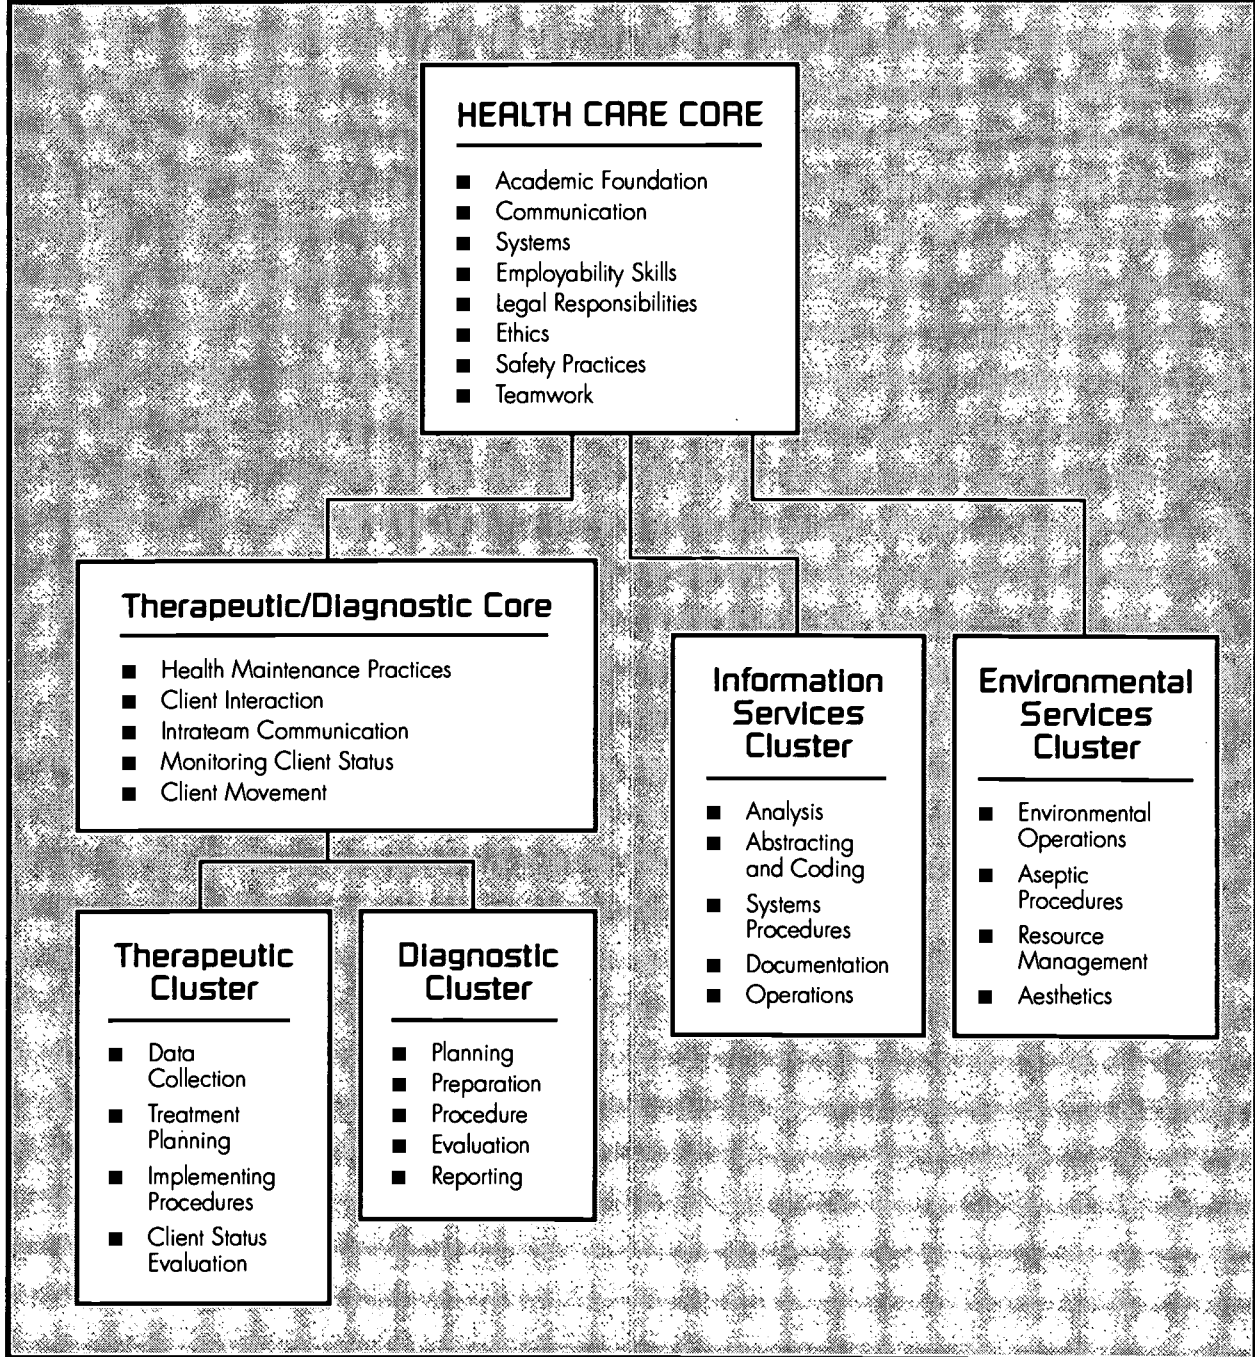 HEALTH CARE CORE
■ Academic Foundation
■ Communication
■ Systems
■ Employability Skills
■ Legal Responsibilities
■ Ethics
■ Safety Practices
■ Teamwork
Therapeutic/Diagnostic Core
■ Health Maintenance Practices
■ Client Interaction
■ Intrateam Communication
■ Monitoring Client Status
■ Client Movement
Information
Services
Cluster
■ Analysis
■ Abstracting
and Coding
■ Systems
Procedures
■ Documentation
■ Operations
Environmental
Services
Cluster
■ Environmental
Operations
■ Aseptic
Procedures
■ Resource
Management
■ Aesthetics
Therapeutic
Cluster
■ Data
Collection
■ Treatment
Planning
■ Implementing
Procedures
■ Client Status
Evaluation
Diagnostic
Cluster
■ Planning
■ Preparation
■ Procedure
■ Evaluation
■ Reporting